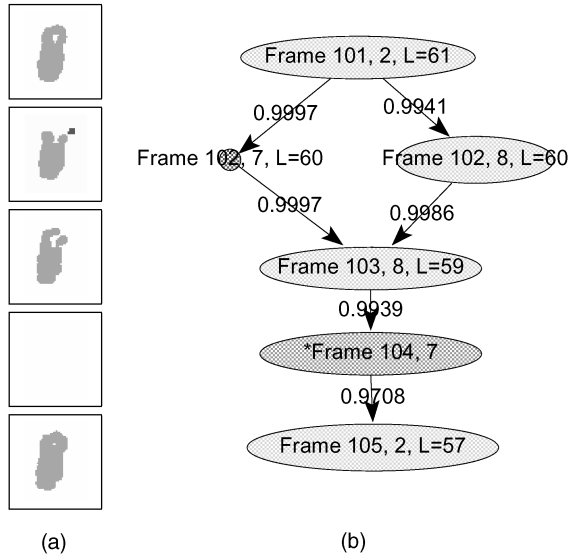 Frame 101, 2, L=61
0.9997
0.9941
Frame 102, 7, L=60
Frame 102, 8, L=60
0.9997
0.9986
Frame 103, 8, L=59
0.9939
*Frame 104, 7
0.9708
Frame 105, 2, L=57
(a)
(b)